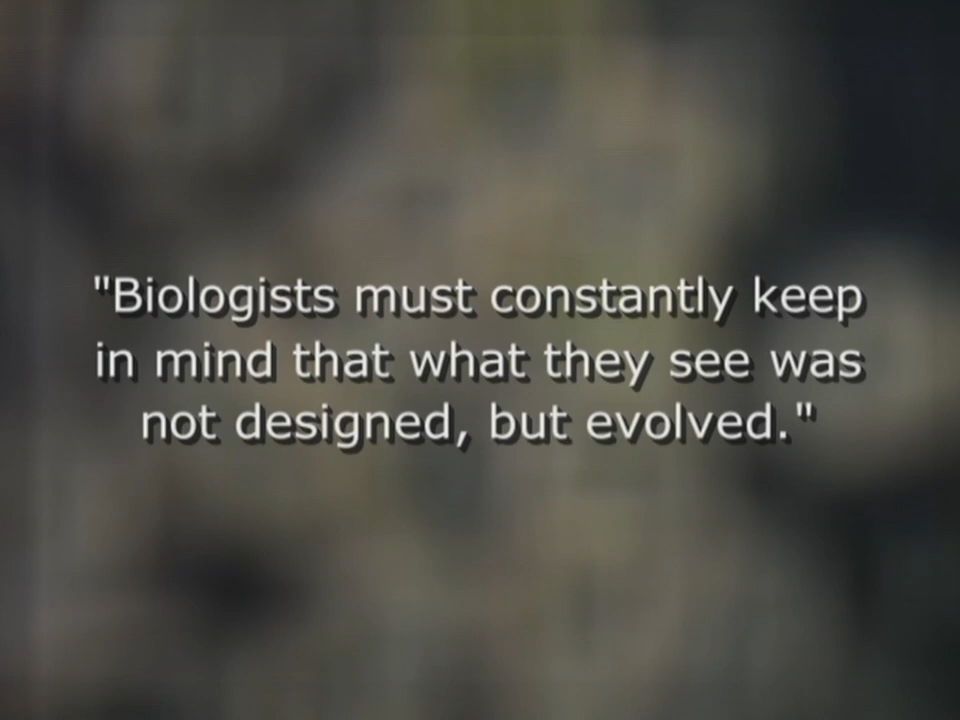 "Biologists must constantly keep
in mind that what they see was
not designed, but evolved."